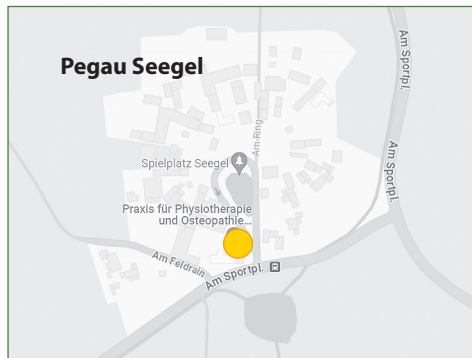 Pegau Seegel
Am Sportpl.
Am Sportpl.
Am Ring
Spielplatz Seegel
Praxis für Physiotherapie
und Osteopathie...
Am Feldrain
Am Sportpl.